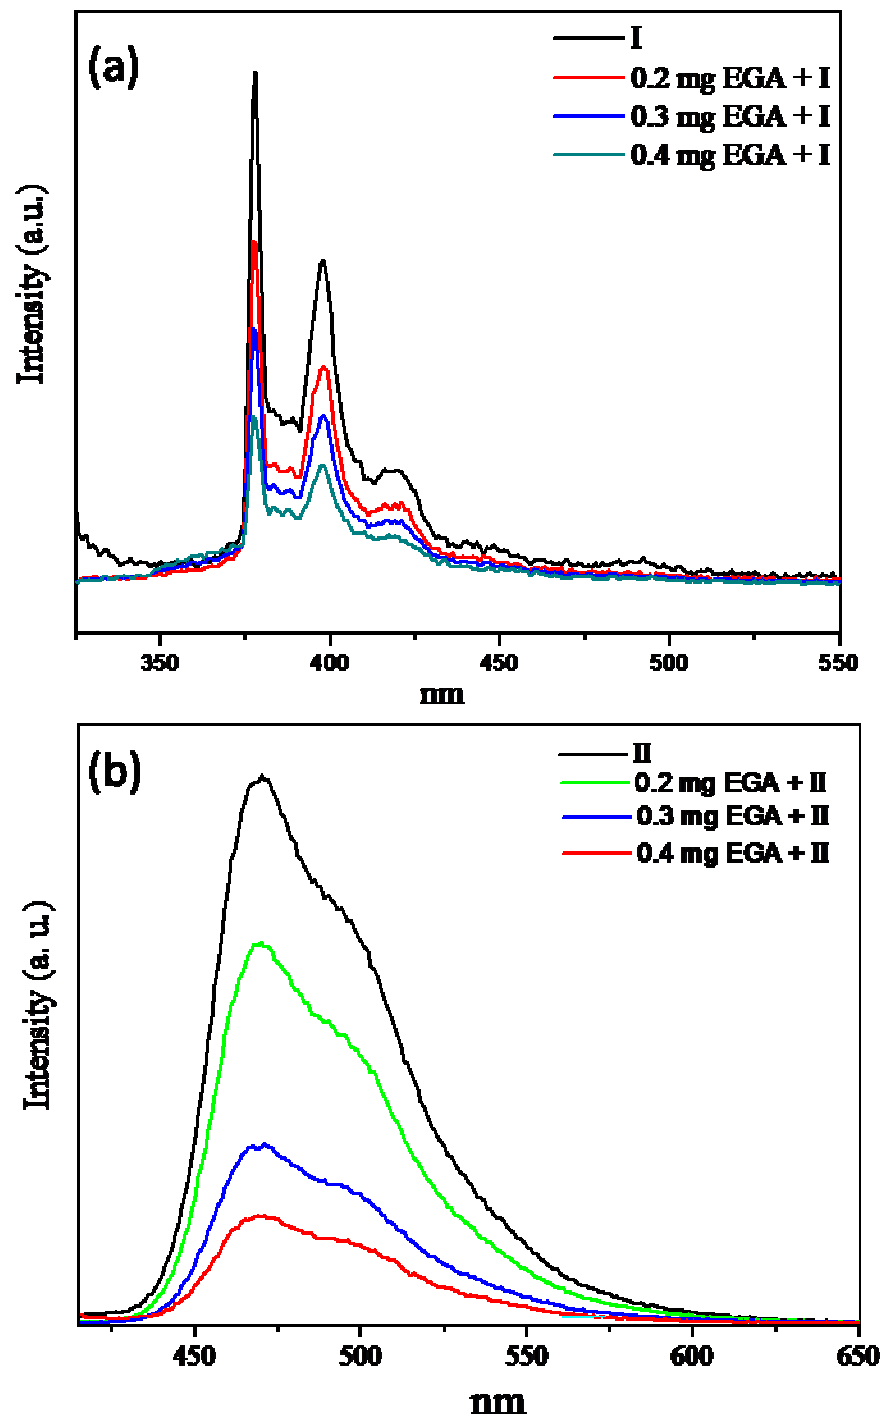 (a)
I
0.2 mg EGA + I
0.3 mg EGA + I
0.4 mg EGA + I
Intensity (a.u.)
350 400 450 500 550
nm
(b)
II
0.2 mg EGA + II
0.3 mg EGA + II
0.4 mg EGA + II
Intensity (a. u.)
450 500 550 600 650
nm